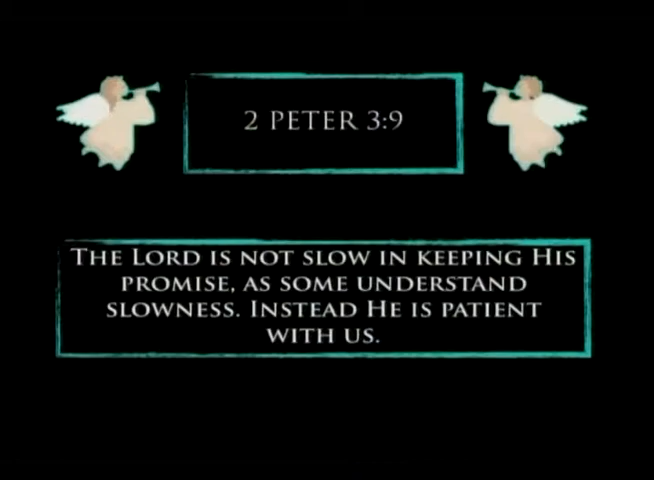 2 PETER 3:9
THE LORD IS NOT SLOW IN KEEPING HIS
PROMISE, AS SOME UNDERSTAND
SLOWNESS. INSTEAD HE IS PATIENT
WITH US.